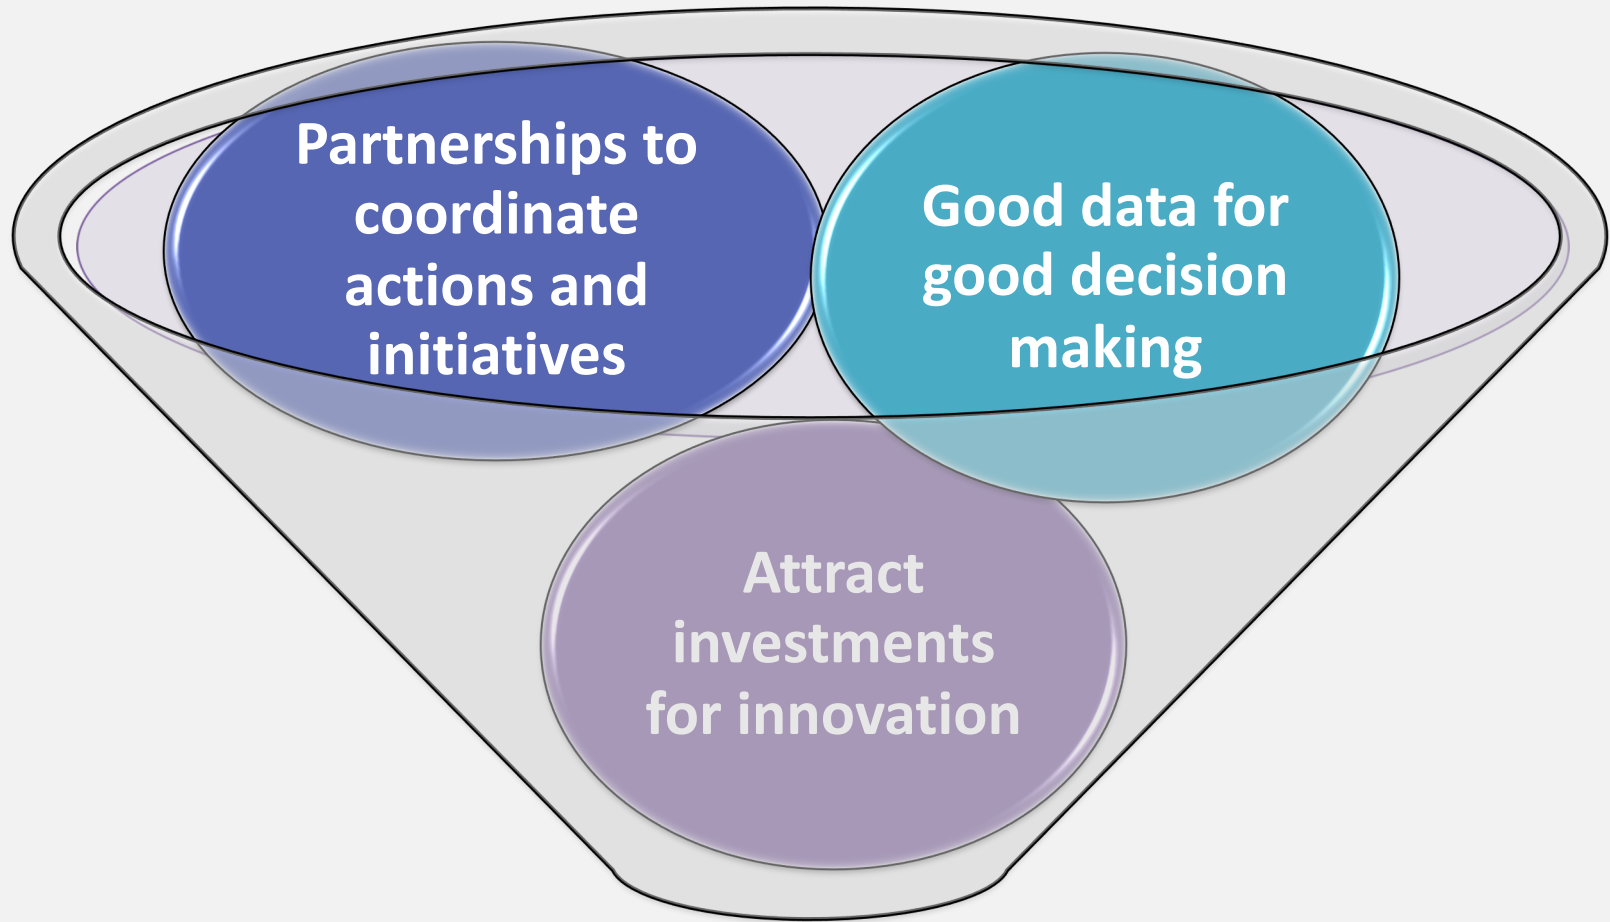 Partnerships to
coordinate
actions and
initiatives
Good data for
good decision
making
Attract
investments
for innovation